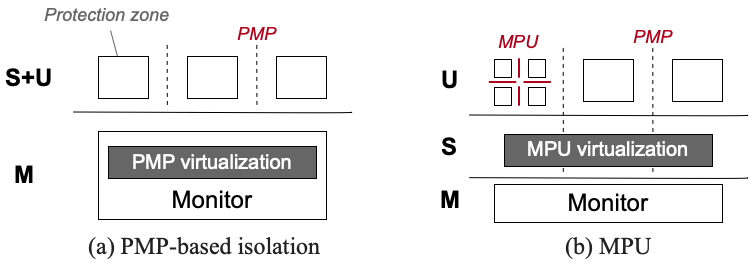 Protection zone
PMP
S+U
PMP virtualization
M
Monitor
(a) PMP-based isolation
MPU
PMP
U
S
MPU virtualization
M
Monitor
(b) MPU